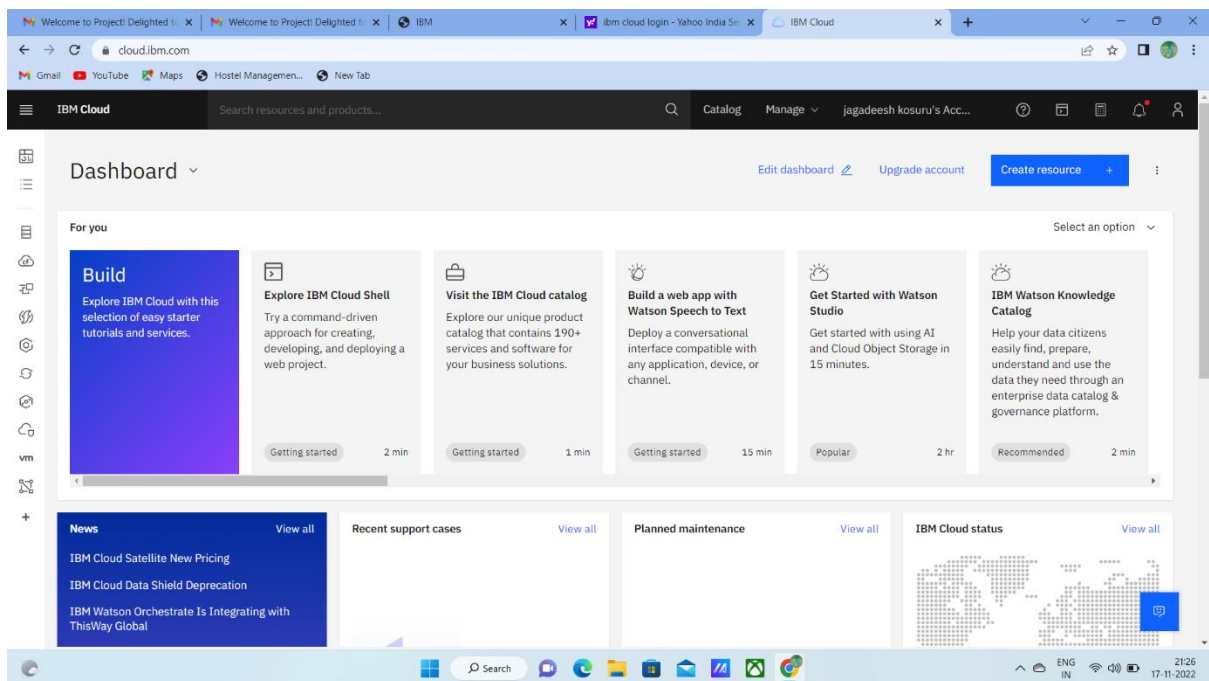 Welcome to Project! Delighted to
Welcome to Project! Delighted to
IBM
ibm cloud login - Yahoo India Se
IBM Cloud
cloud.ibm.com
Gmail
YouTube
Maps
Hostel Managemen...
New Tab
IBM Cloud
Search resources and products...
Catalog
Manage
jagadeesh kosuru's Acc...
Dashboard
Edit dashboard
Upgrade account
Create resource +
For you
Select an option
Build
Explore IBM Cloud with this
selection of easy starter
tutorials and services.
Explore IBM Cloud Shell
Try a command-driven
approach for creating,
developing, and deploying a
web project.
Getting started
2 min
Visit the IBM Cloud catalog
Explore our unique product
catalog that contains 190+
services and software for
your business solutions.
Getting started
1 min
Build a web app with
Watson Speech to Text
Deploy a conversational
interface compatible with
any application, device, or
channel.
Getting started
15 min
Get Started with Watson
Studio
Get started with using AI
and Cloud Object Storage in
15 minutes.
Popular
2 hr
IBM Watson Knowledge
Catalog
Help your data citizens
easily find, prepare,
understand and use the
data they need through an
enterprise data catalog &
governance platform.
Recommended
2 min
vm
News
View all
IBM Cloud Satellite New Pricing
IBM Cloud Data Shield Deprecation
IBM Watson Orchestrate Is Integrating with
ThisWay Global
Recent support cases
View all
Planned maintenance
View all
IBM Cloud status
View all
Search
ENG
IN
21:26
17-11-2022